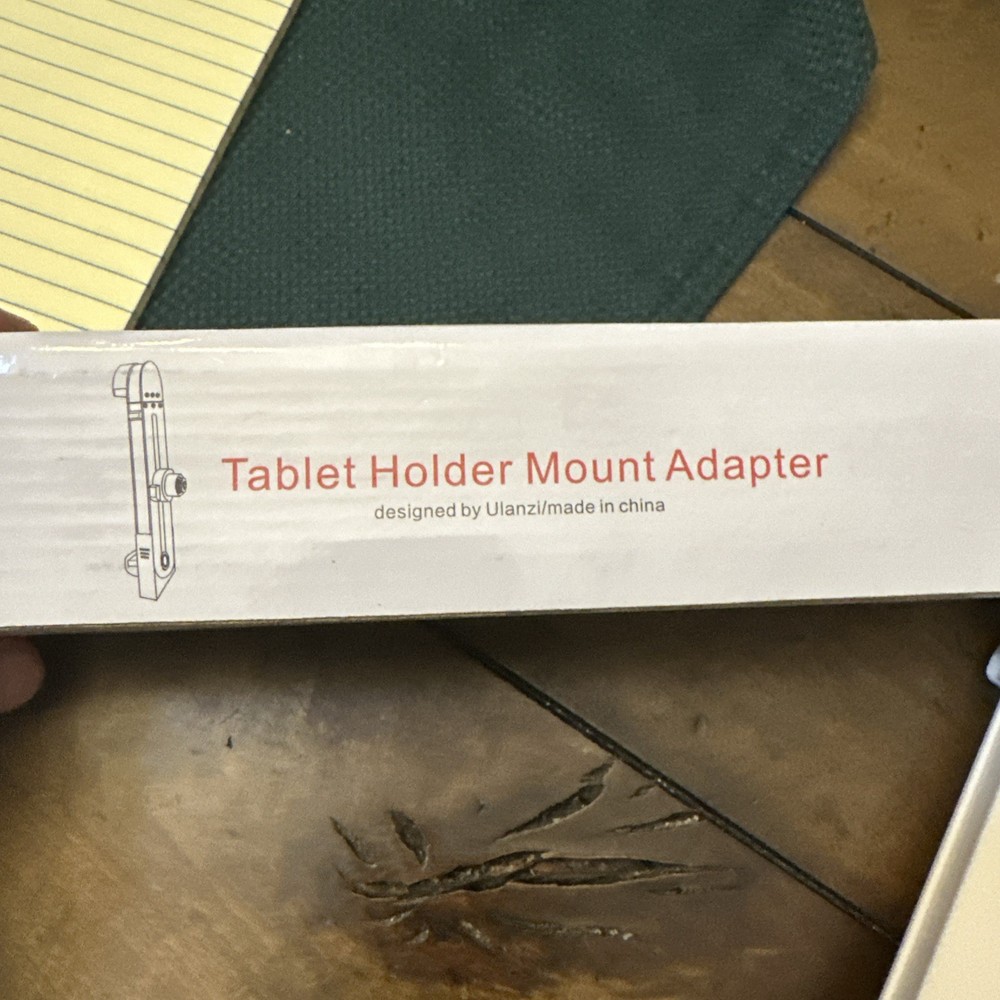 Tablet Holder Mount Adapter
designed by Ulanzi/made in china